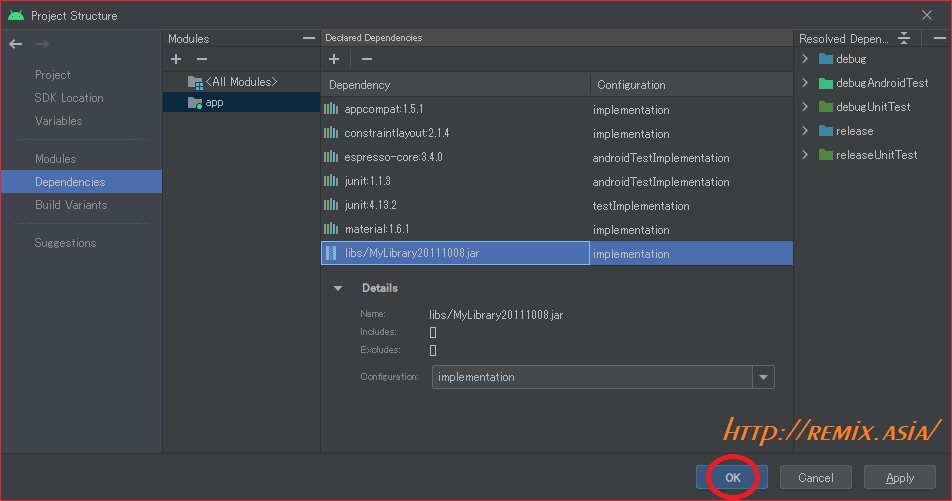 Project Structure
Project
SDK Location
Variables
Modules
Dependencies
Build Variants
Suggestions
Modules
<All Modules>
app
Declared Dependencies
Dependency Configuration
appcompat:1.5.1 implementation
constraintlayout:2.1.4 implementation
espresso-core:3.4.0 androidTestImplementation
junit:1.1.3 androidTestImplementation
junit:4.13.2 testImplementation
material:1.6.1 implementation
libs/MyLibrary20111008.jar implementation
Details
Name: libs/MyLibrary20111008.jar
Includes: []
Excludes: []
Configuration: implementation
Resolved Depen...
debug
debugAndroidTest
debugUnitTest
release
releaseUnitTest
HTTP://REMIX.ASIA/
OK Cancel Apply